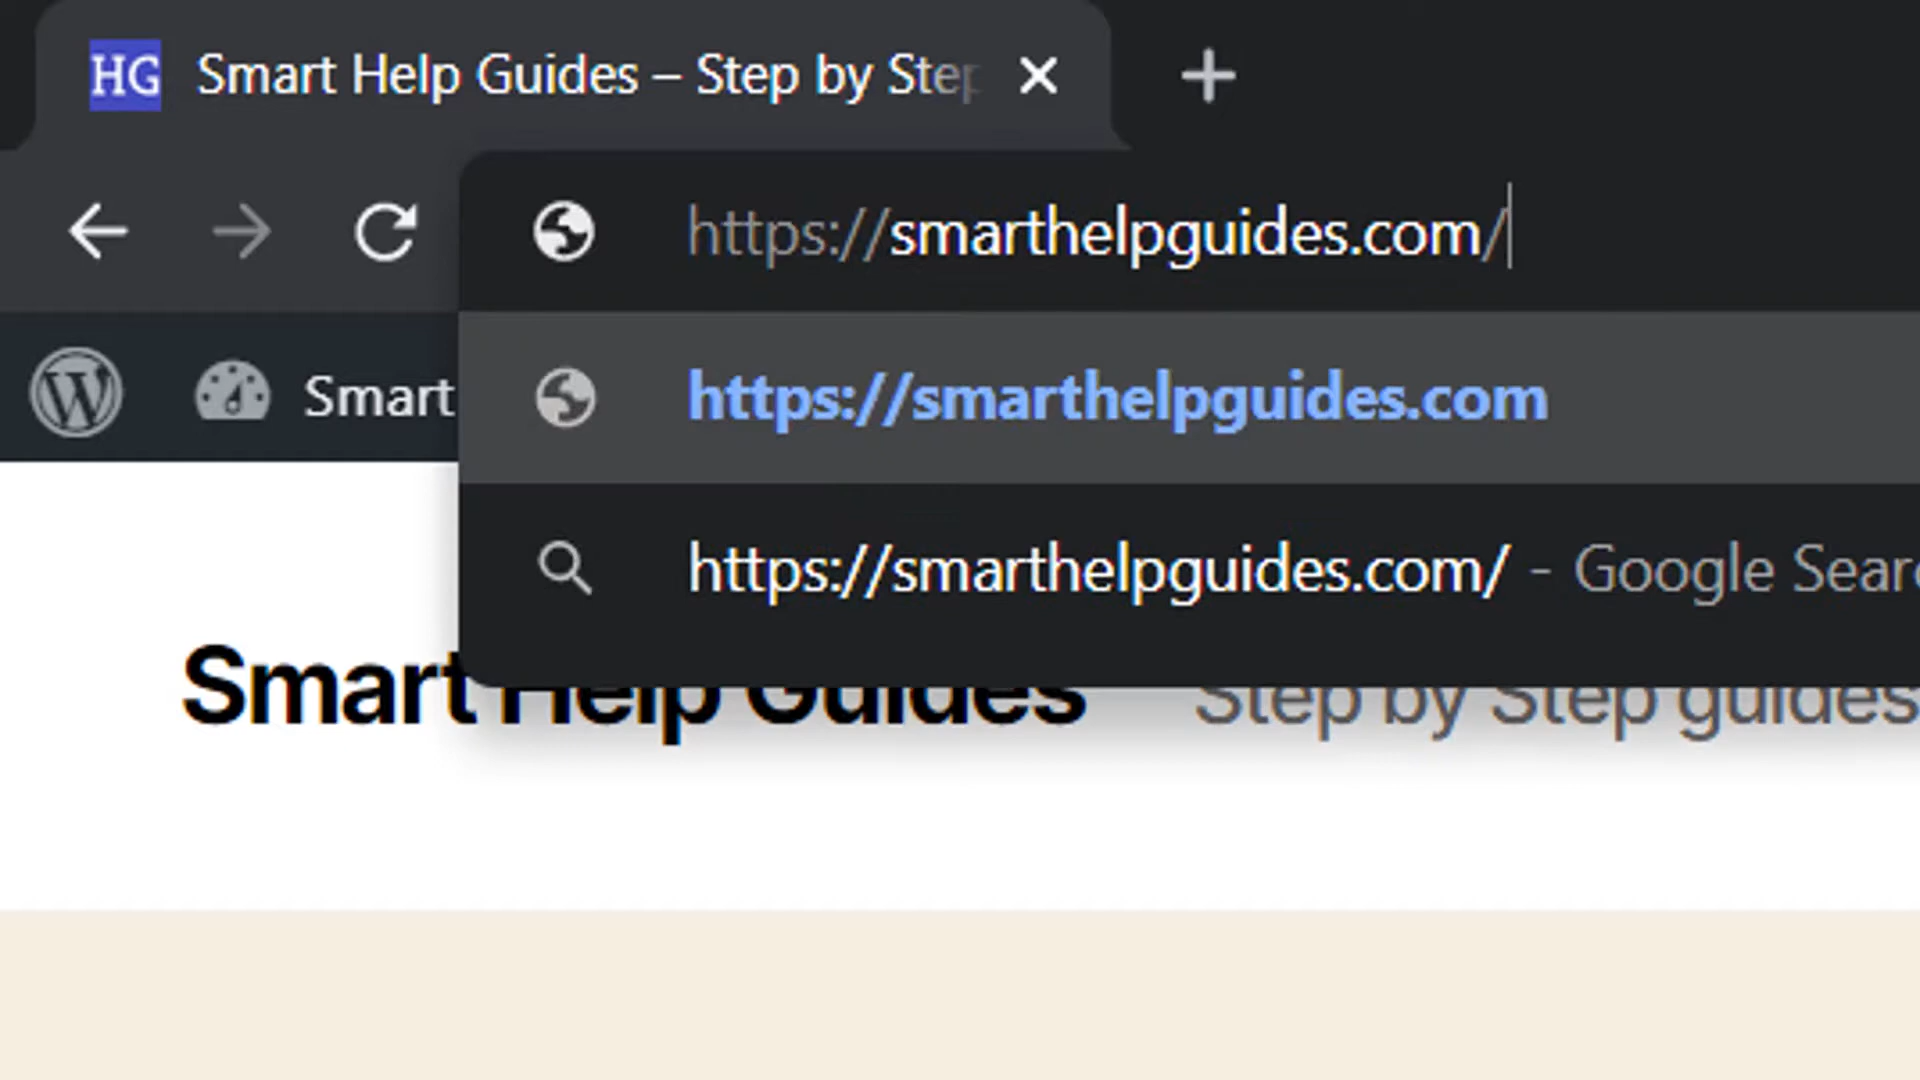 HG Smart Help Guides – Step by Step
https://smarthelpguides.com/
Smart
https://smarthelpguides.com
https://smarthelpguides.com/ - Google Sear
Smart Help Guides Step by Step guides